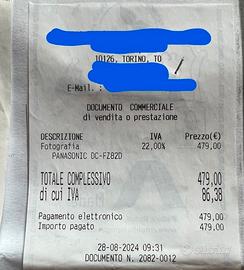 10126, TORINO, TO
E-Mail. :
DOCUMENTO COMMERCIALE
di vendita o prestazione
DESCRIZIONE IVA Prezzo(€)
Fotografia 22,00% 479,00
PANASONIC DC-FZ82D
TOTALE COMPLESSIVO 479,00
di cui IVA 86,38
Pagamento elettronico 479,00
Importo pagato 479,00
28-08-2024 09:31
DOCUMENTO N. 2082-0012